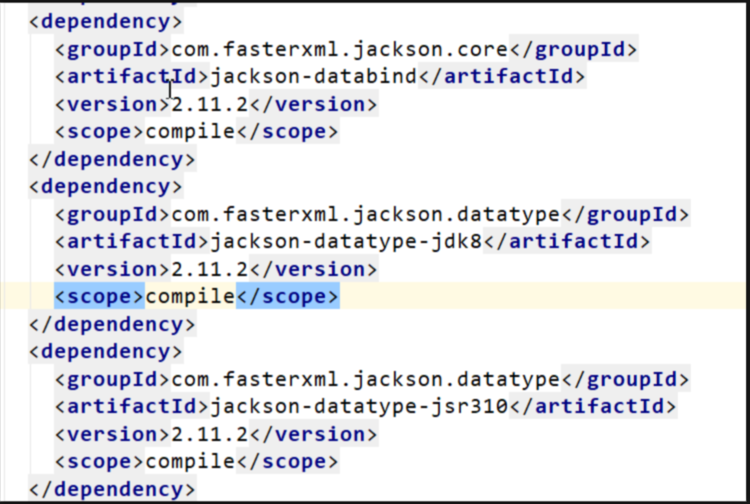 <dependency>
<groupId>com.fasterxml.jackson.core</groupId>
<artifactId>jackson-databind</artifactId>
<version>2.11.2</version>
<scope>compile</scope>
</dependency>
<dependency>
<groupId>com.fasterxml.jackson.datatype</groupId>
<artifactId>jackson-datatype-jdk8</artifactId>
<version>2.11.2</version>
<scope>compile</scope>
</dependency>
<dependency>
<groupId>com.fasterxml.jackson.datatype</groupId>
<artifactId>jackson-datatype-jsr310</artifactId>
<version>2.11.2</version>
<scope>compile</scope>
</dependency>